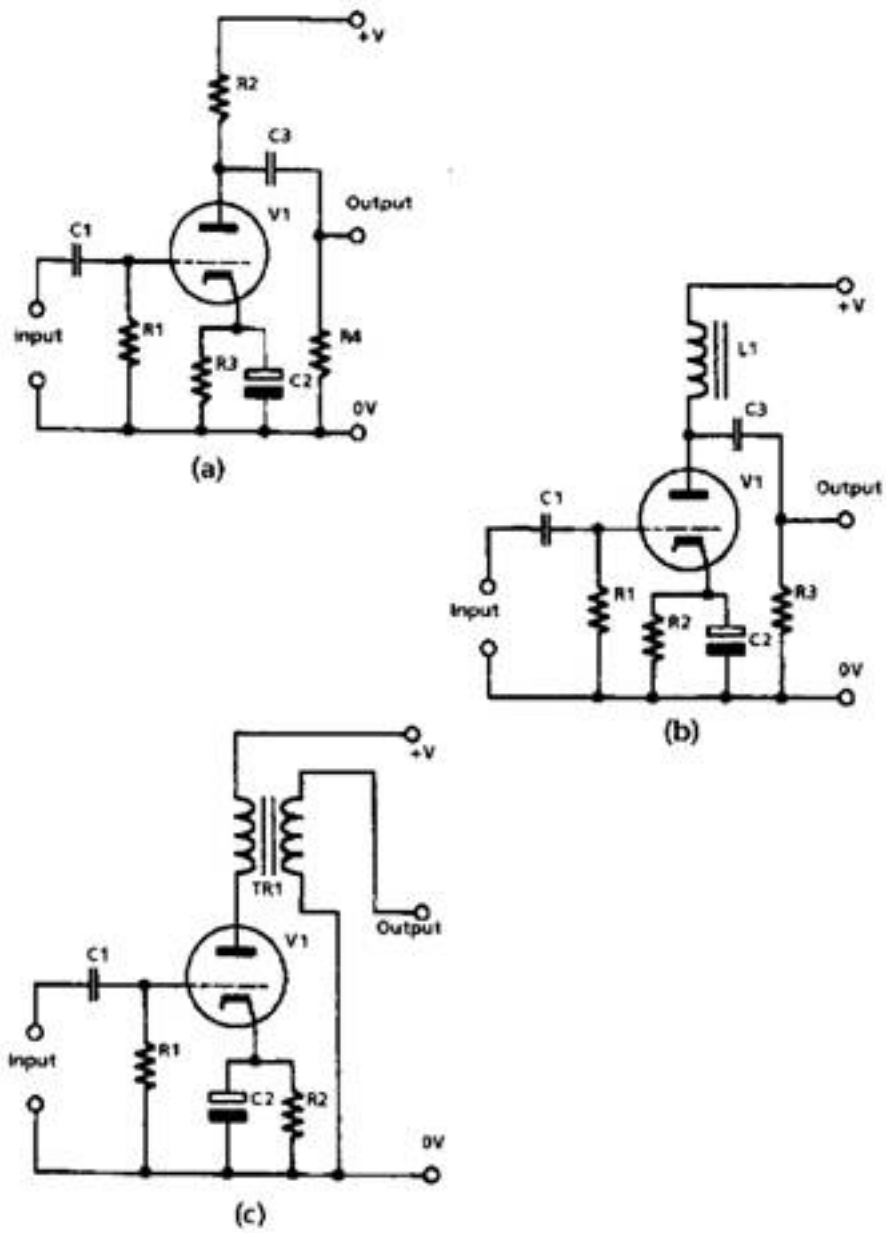 +V
R2
C3
V1
Output
C1
input
R1
R3
C2
R4
0V
(a)
+V
L1
C3
V1
Output
C1
Input
R1
R2
C2
R3
0V
(b)
+V
TR1
Output
V1
C1
Input
R1
C2
R2
0V
(c)